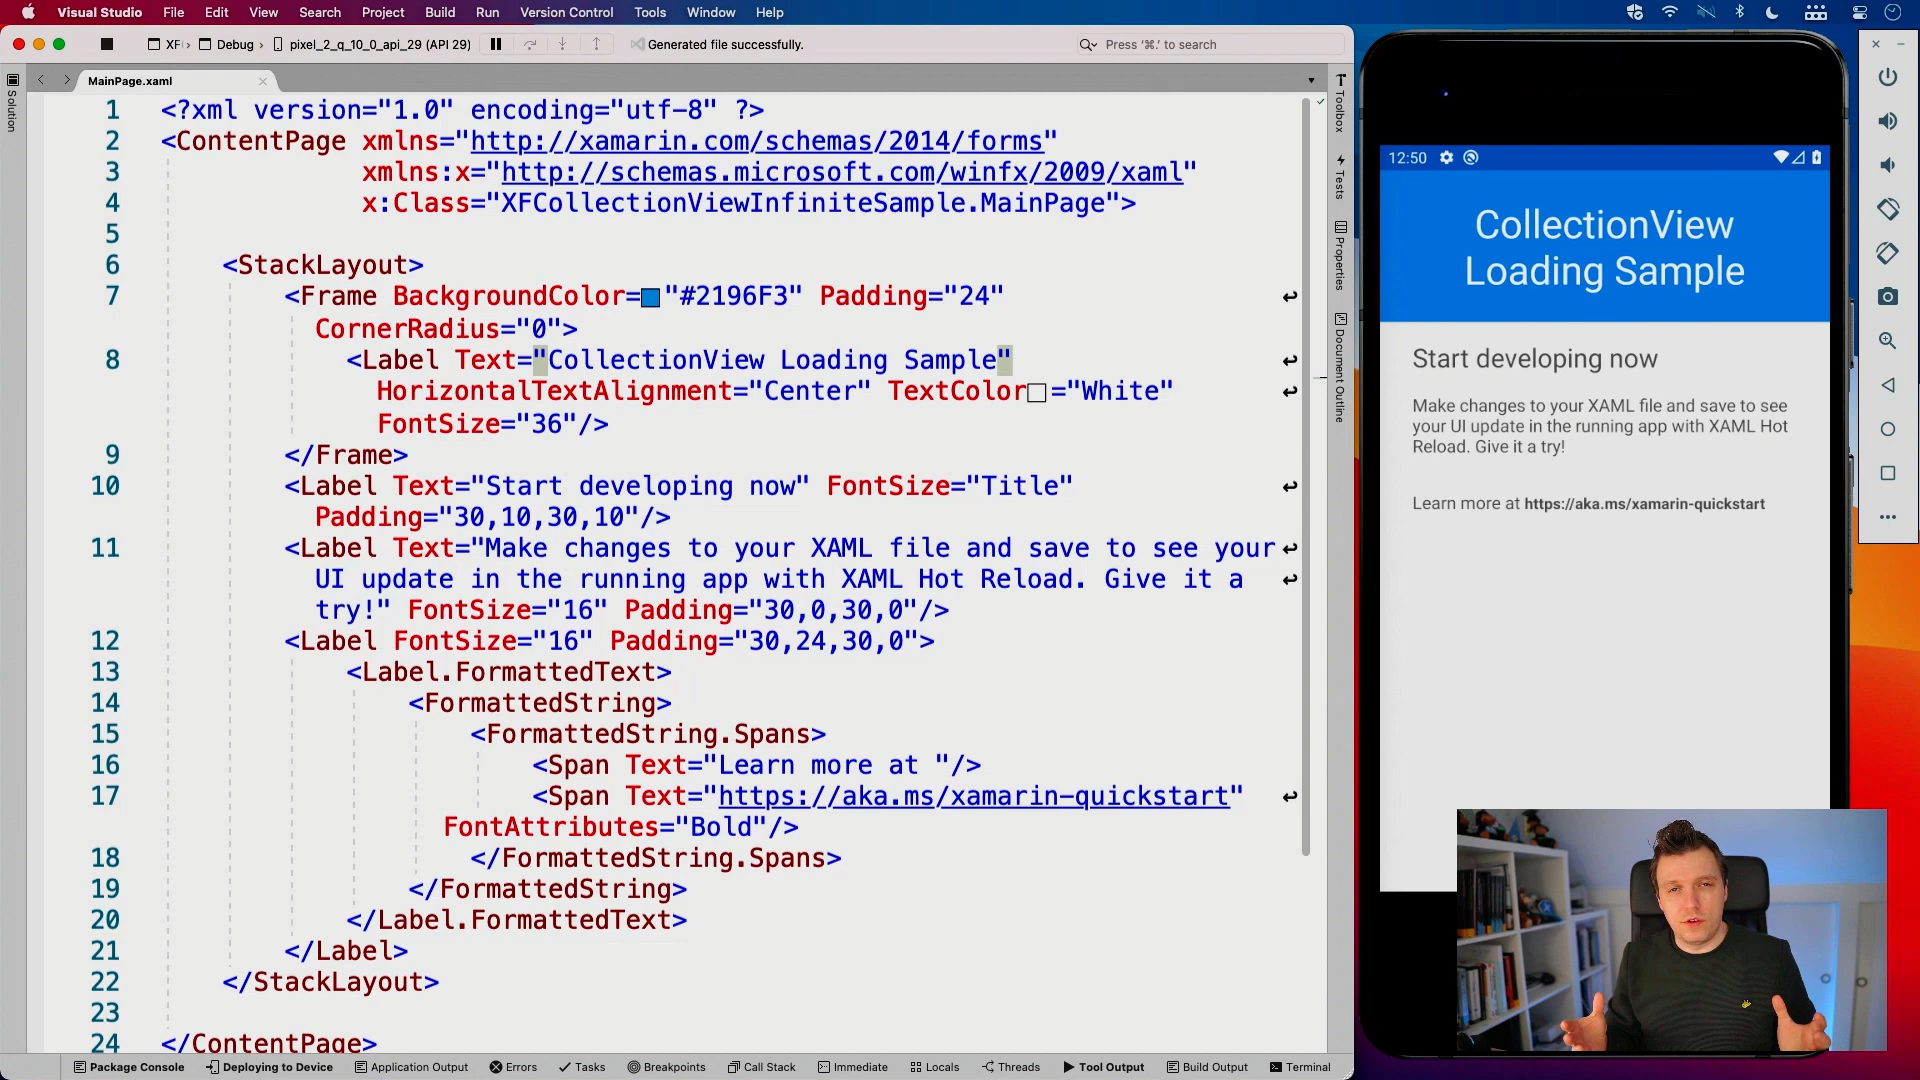 Visual Studio File Edit View Search Project Build Run Version Control Tools Window Help
XF Debug pixel_2_q_10_0_api_29 (API 29) Generated file successfully. Press ‘⌘.’ to search
Solution
MainPage.xaml
1 <?xml version="1.0" encoding="utf-8" ?>
2 <ContentPage xmlns="http://xamarin.com/schemas/2014/forms"
3 xmlns:x="http://schemas.microsoft.com/winfx/2009/xaml"
4 x:Class="XFCollectionViewInfiniteSample.MainPage">
5
6 <StackLayout>
7 <Frame BackgroundColor="#2196F3" Padding="24"
CornerRadius="0">
8 <Label Text="CollectionView Loading Sample"
HorizontalTextAlignment="Center" TextColor="White"
FontSize="36"/>
9 </Frame>
10 <Label Text="Start developing now" FontSize="Title"
Padding="30,10,30,10"/>
11 <Label Text="Make changes to your XAML file and save to see your
UI update in the running app with XAML Hot Reload. Give it a
try!" FontSize="16" Padding="30,0,30,0"/>
12 <Label FontSize="16" Padding="30,24,30,0">
13 <Label.FormattedText>
14 <FormattedString>
15 <FormattedString.Spans>
16 <Span Text="Learn more at "/>
17 <Span Text="https://aka.ms/xamarin-quickstart"
FontAttributes="Bold"/>
18 </FormattedString.Spans>
19 </FormattedString>
20 </Label.FormattedText>
21 </Label>
22 </StackLayout>
23
24 </ContentPage>
Toolbox
Tests
Properties
Document Outline
Package Console Deploying to Device Application Output Errors Tasks Breakpoints Call Stack Immediate Locals Threads Tool Output Build Output Terminal
12:50
CollectionView
Loading Sample
Start developing now
Make changes to your XAML file and save to see
your UI update in the running app with XAML Hot
Reload. Give it a try!
Learn more at https://aka.ms/xamarin-quickstart